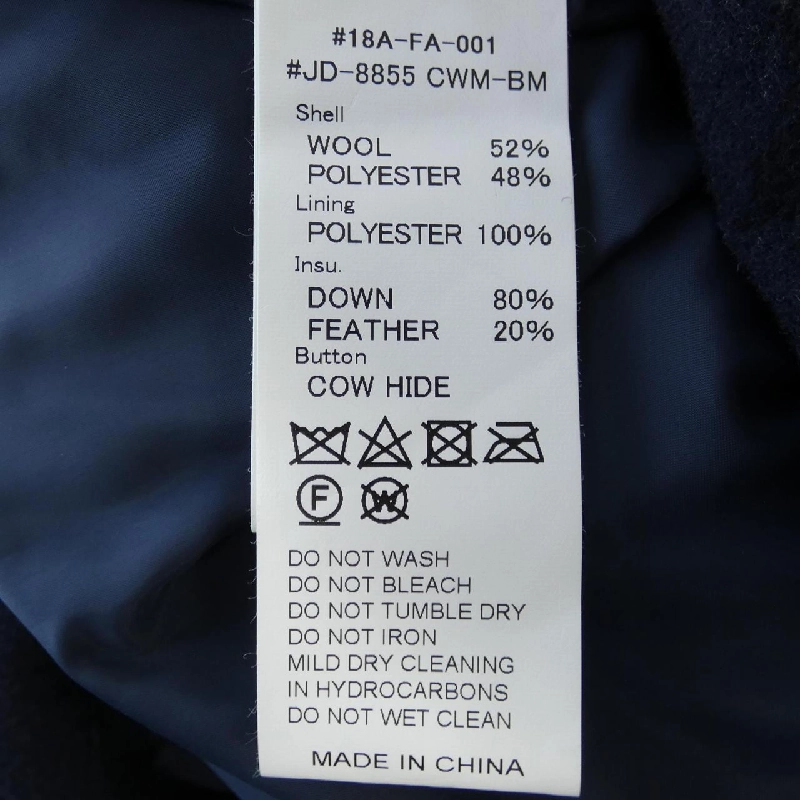 #18A-FA-001
#JD-8855 CWM-BM
Shell
WOOL 52%
POLYESTER 48%
Lining
POLYESTER 100%
Insu.
DOWN 80%
FEATHER 20%
Button
COW HIDE
F W
DO NOT WASH
DO NOT BLEACH
DO NOT TUMBLE DRY
DO NOT IRON
MILD DRY CLEANING
IN HYDROCARBONS
DO NOT WET CLEAN
MADE IN CHINA